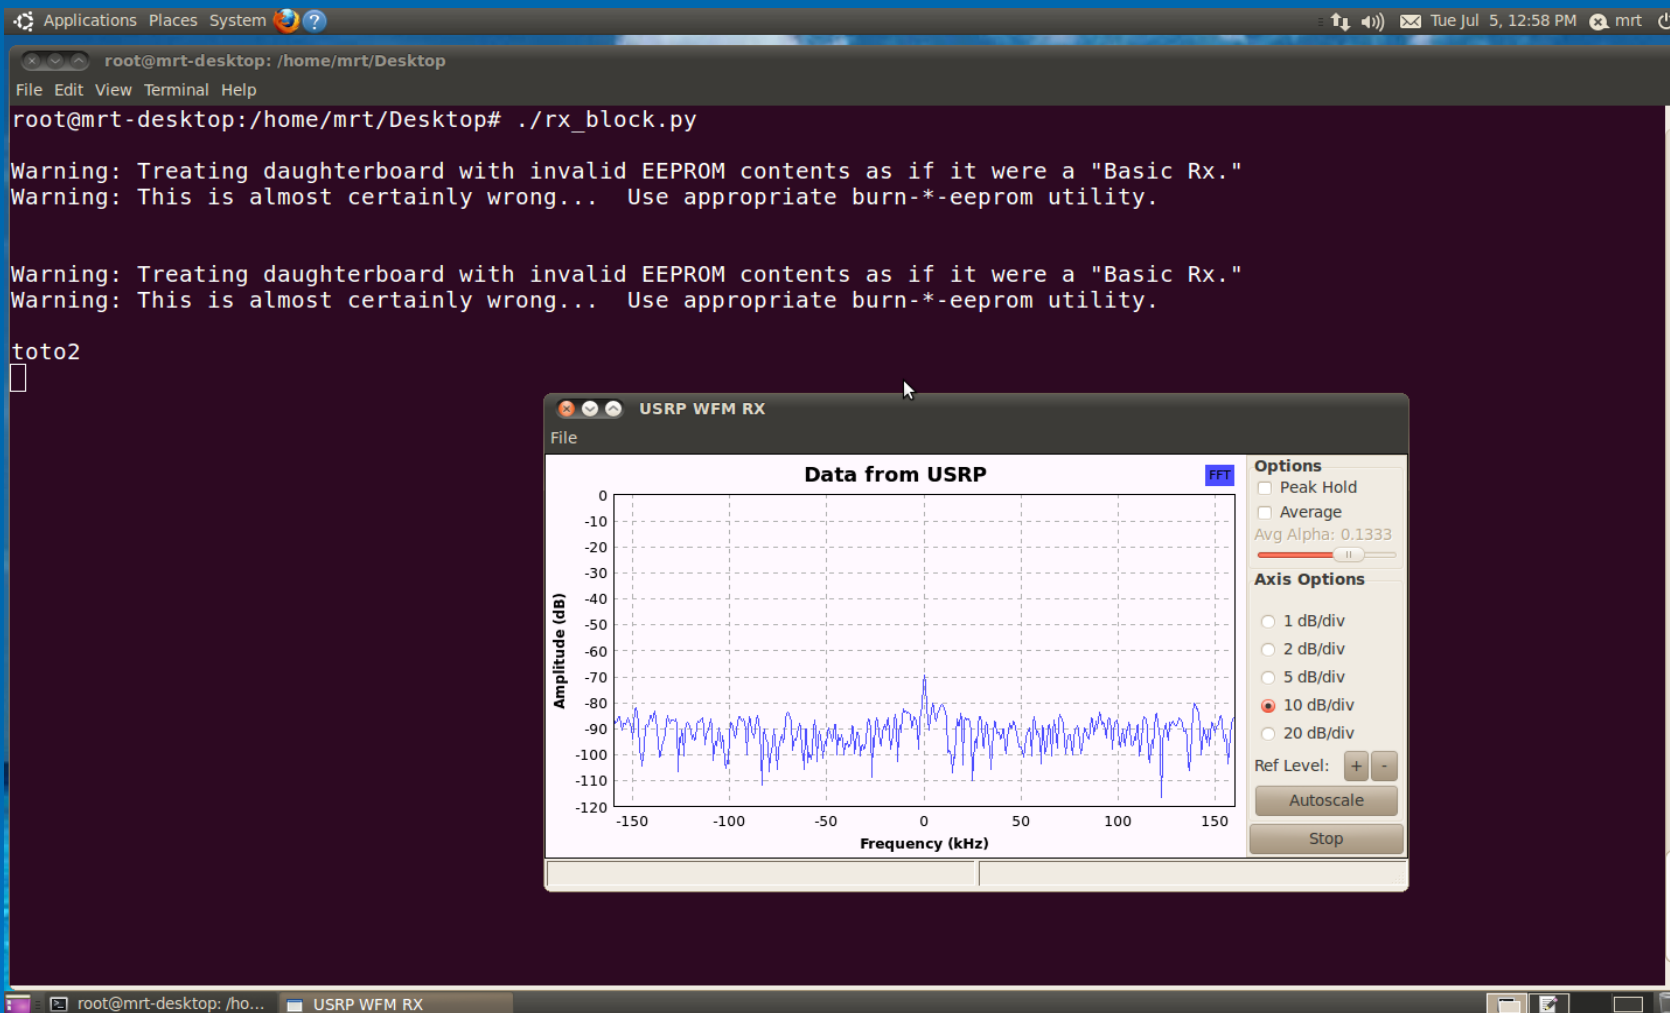 Applications Places System
Tue Jul 5, 12:58 PM mrt
root@mrt-desktop: /home/mrt/Desktop
File Edit View Terminal Help
root@mrt-desktop:/home/mrt/Desktop# ./rx_block.py
Warning: Treating daughterboard with invalid EEPROM contents as if it were a "Basic Rx."
Warning: This is almost certainly wrong... Use appropriate burn-*-eeprom utility.
Warning: Treating daughterboard with invalid EEPROM contents as if it were a "Basic Rx."
Warning: This is almost certainly wrong... Use appropriate burn-*-eeprom utility.
toto2
USRP WFM RX
File
Data from USRP
FFT
0
-10
-20
-30
-40
-50
-60
-70
-80
-90
-100
-110
-120
Amplitude (dB)
-150 -100 -50 0 50 100 150
Frequency (kHz)
Options
Peak Hold
Average
Avg Alpha: 0.1333
Axis Options
1 dB/div
2 dB/div
5 dB/div
10 dB/div
20 dB/div
Ref Level: + -
Autoscale
Stop
root@mrt-desktop: /ho... USRP WFM RX